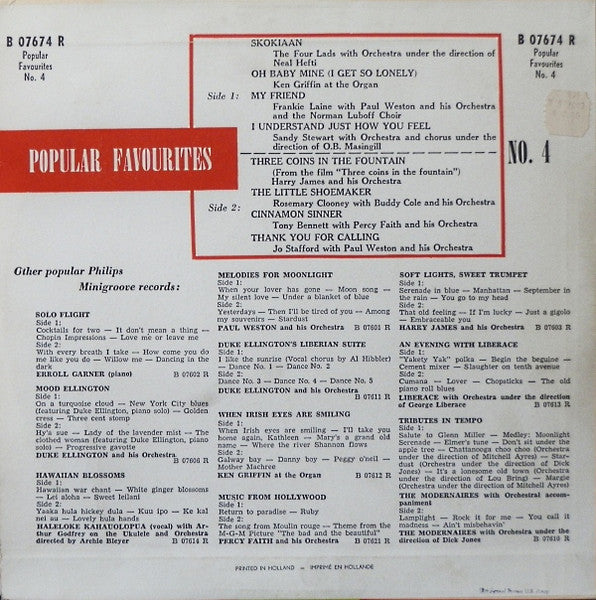 B 07674 R
Popular
Favourites
No. 4
POPULAR FAVOURITES
Side 1:
SKOKIAAN
The Four Lads with Orchestra under the direction of
Neal Hefti
OH BABY MINE (I GET SO LONELY)
Ken Griffin at the Organ
MY FRIEND
Frankie Laine with Paul Weston and his Orchestra
and the Norman Luboff Choir
I UNDERSTAND JUST HOW YOU FEEL
Sandy Stewart with Orchestra and chorus under the
direction of O.B. Masingill
Side 2:
THREE COINS IN THE FOUNTAIN
(From the film "Three coins in the fountain")
Harry James and his Orchestra
THE LITTLE SHOEMAKER
Rosemary Clooney with Buddy Cole and his Orchestra
CINNAMON SINNER
Tony Bennett with Percy Faith and his Orchestra
THANK YOU FOR CALLING
Jo Stafford with Paul Weston and his Orchestra
B 07674 R
Popular
Favourites
No. 4
NO. 4
Other popular Philips
Minigroove records:
SOLO FLIGHT
Side 1:
Cocktails for two — It don't mean a thing —
Chopin Impressions — Love me or leave me
Side 2:
With every breath I take — How come you do
me like you do — Willow me — Dancing in the
dark
ERROLL GARNER (piano) B 07602 R
MOOD ELLINGTON
Side 1:
On a turquoise cloud — New York City blues
(featuring Duke Ellington, piano solo) — Golden
cress — Three cent stomp
Side 2:
Hy's sue — Lady of the lavender mist — The
clothed woman (featuring Duke Ellington, piano
solo) — Progressive gavotte
DUKE ELLINGTON and his Orchestra
B 07605 R
HAWAIIAN BLOSSOMS
Side 1:
Hawaiian war chant — White ginger blossoms
— Lei aloha — Sweet leilani
Side 2:
Yaaka hula hickey dula — Kuu ipo — Ke kal
nei au — Lovely hula hands
HALELOKE KAHAUOLOPUA (vocal) with Ar-
thur Godfrey on the Ukulele and Orchestra
directed by Archie Bleyer B 07614 R
MELODIES FOR MOONLIGHT
Side 1:
When your lover has gone — Moon song —
My silent love — Under a blanket of blue
Side 2:
Yesterdays — Then I'll be tired of you — Among
my souvenirs — Stardust
PAUL WESTON and his Orchestra B 07601 R
DUKE ELLINGTON'S LIBERIAN SUITE
Side 1:
I like the sunrise (Vocal chorus by Al Hibbler)
— Dance No. 1 — Dance No. 2
Side 2:
Dance No. 3 — Dance No. 4 — Dance No. 5
DUKE ELLINGTON and his Orchestra
B 07611 R
WHEN IRISH EYES ARE SMILING
Side 1:
When Irish eyes are smiling — I'll take you
home again, Kathleen — Mary's a grand old
name — Where the river Shannon flows
Side 2:
Galway bay — Danny boy — Peggy o'neil —
Mother Machree
KEN GRIFFIN at the Organ B 07612 R
MUSIC FROM HOLLYWOOD
Side 1:
Return to paradise — Ruby
Side 2:
The song from Moulin rouge — Theme from the
M-G-M Picture "The bad and the beautiful"
PERCY FAITH and his Orchestra B 07621 R
SOFT LIGHTS, SWEET TRUMPET
Side 1:
Serenade in blue — Manhattan — September in
the rain — You go to my head
Side 2:
That old feeling — If I'm lucky — Just a gigolo
— Embraceable you
HARRY JAMES and his Orchestra B 07603 R
AN EVENING WITH LIBERACE
Side 1:
"Yakety Yak" polka — Begin the beguine —
Cement mixer — Slaughter on tenth avenue
Side 2:
Cumana — Lover — Chopsticks — The old
piano roll blues
LIBERACE with Orchestra under the direction
of George Liberace B 07613 R
TRIBUTES IN TEMPO
Side 1:
Salute to Glenn Miller — Medley: Moonlight
Serenade — Elmer's tune — Don't sit under the
apple tree — Chattanooga choo choo (Orchestra
under the direction of Mitchell Ayres) — Star-
dust (Orchestra under the direction of Dick
Jones) — It's a lonesome old town (Orchestra
under the direction of Lou Bring) — Margie
(Orchestra under the direction of Mitchell Ayres)
THE MODERNAIRES with Orchestral accom-
paniment
Side 2:
Lamplight — Rock it for me — You call it
madness — Ain't misbehavin'
THE MODERNAIRES with Orchestra under the
direction of Dick Jones B 07610 R
PRINTED IN HOLLAND — IMPRIMÉ EN HOLLANDE